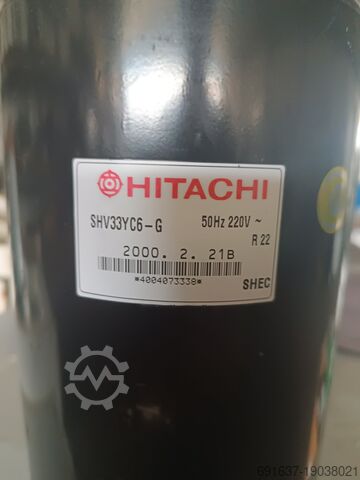 HITACHI
SHV33YC6-G 50Hz 220V ~
R 22
2000. 2. 21B
*4004073338*
SHEC
691637-19038021